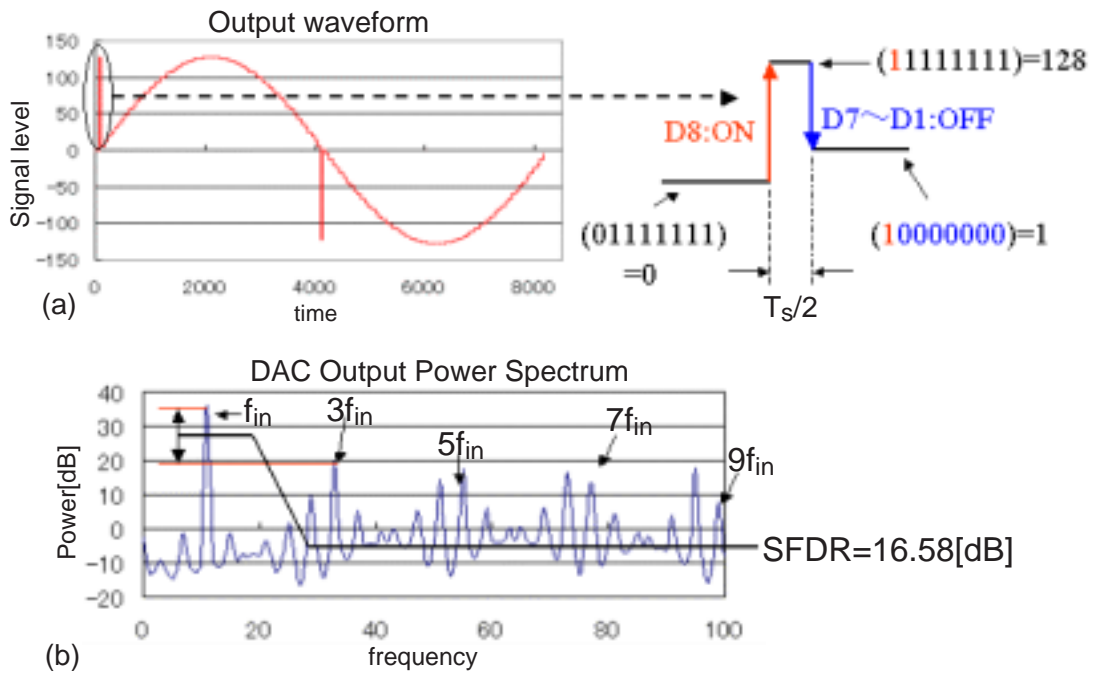 Output waveform
Signal level
150
100
50
0
-50
-100
-150
0
2000
4000
6000
8000
time
(a)
(11111111)=128
D8:ON
D7～D1:OFF
(01111111)
=0
(10000000)=1
Ts/2
DAC Output Power Spectrum
Power[dB]
40
30
20
10
0
-10
-20
fin
3fin
5fin
7fin
9fin
SFDR=16.58[dB]
0
20
40
60
80
100
frequency
(b)